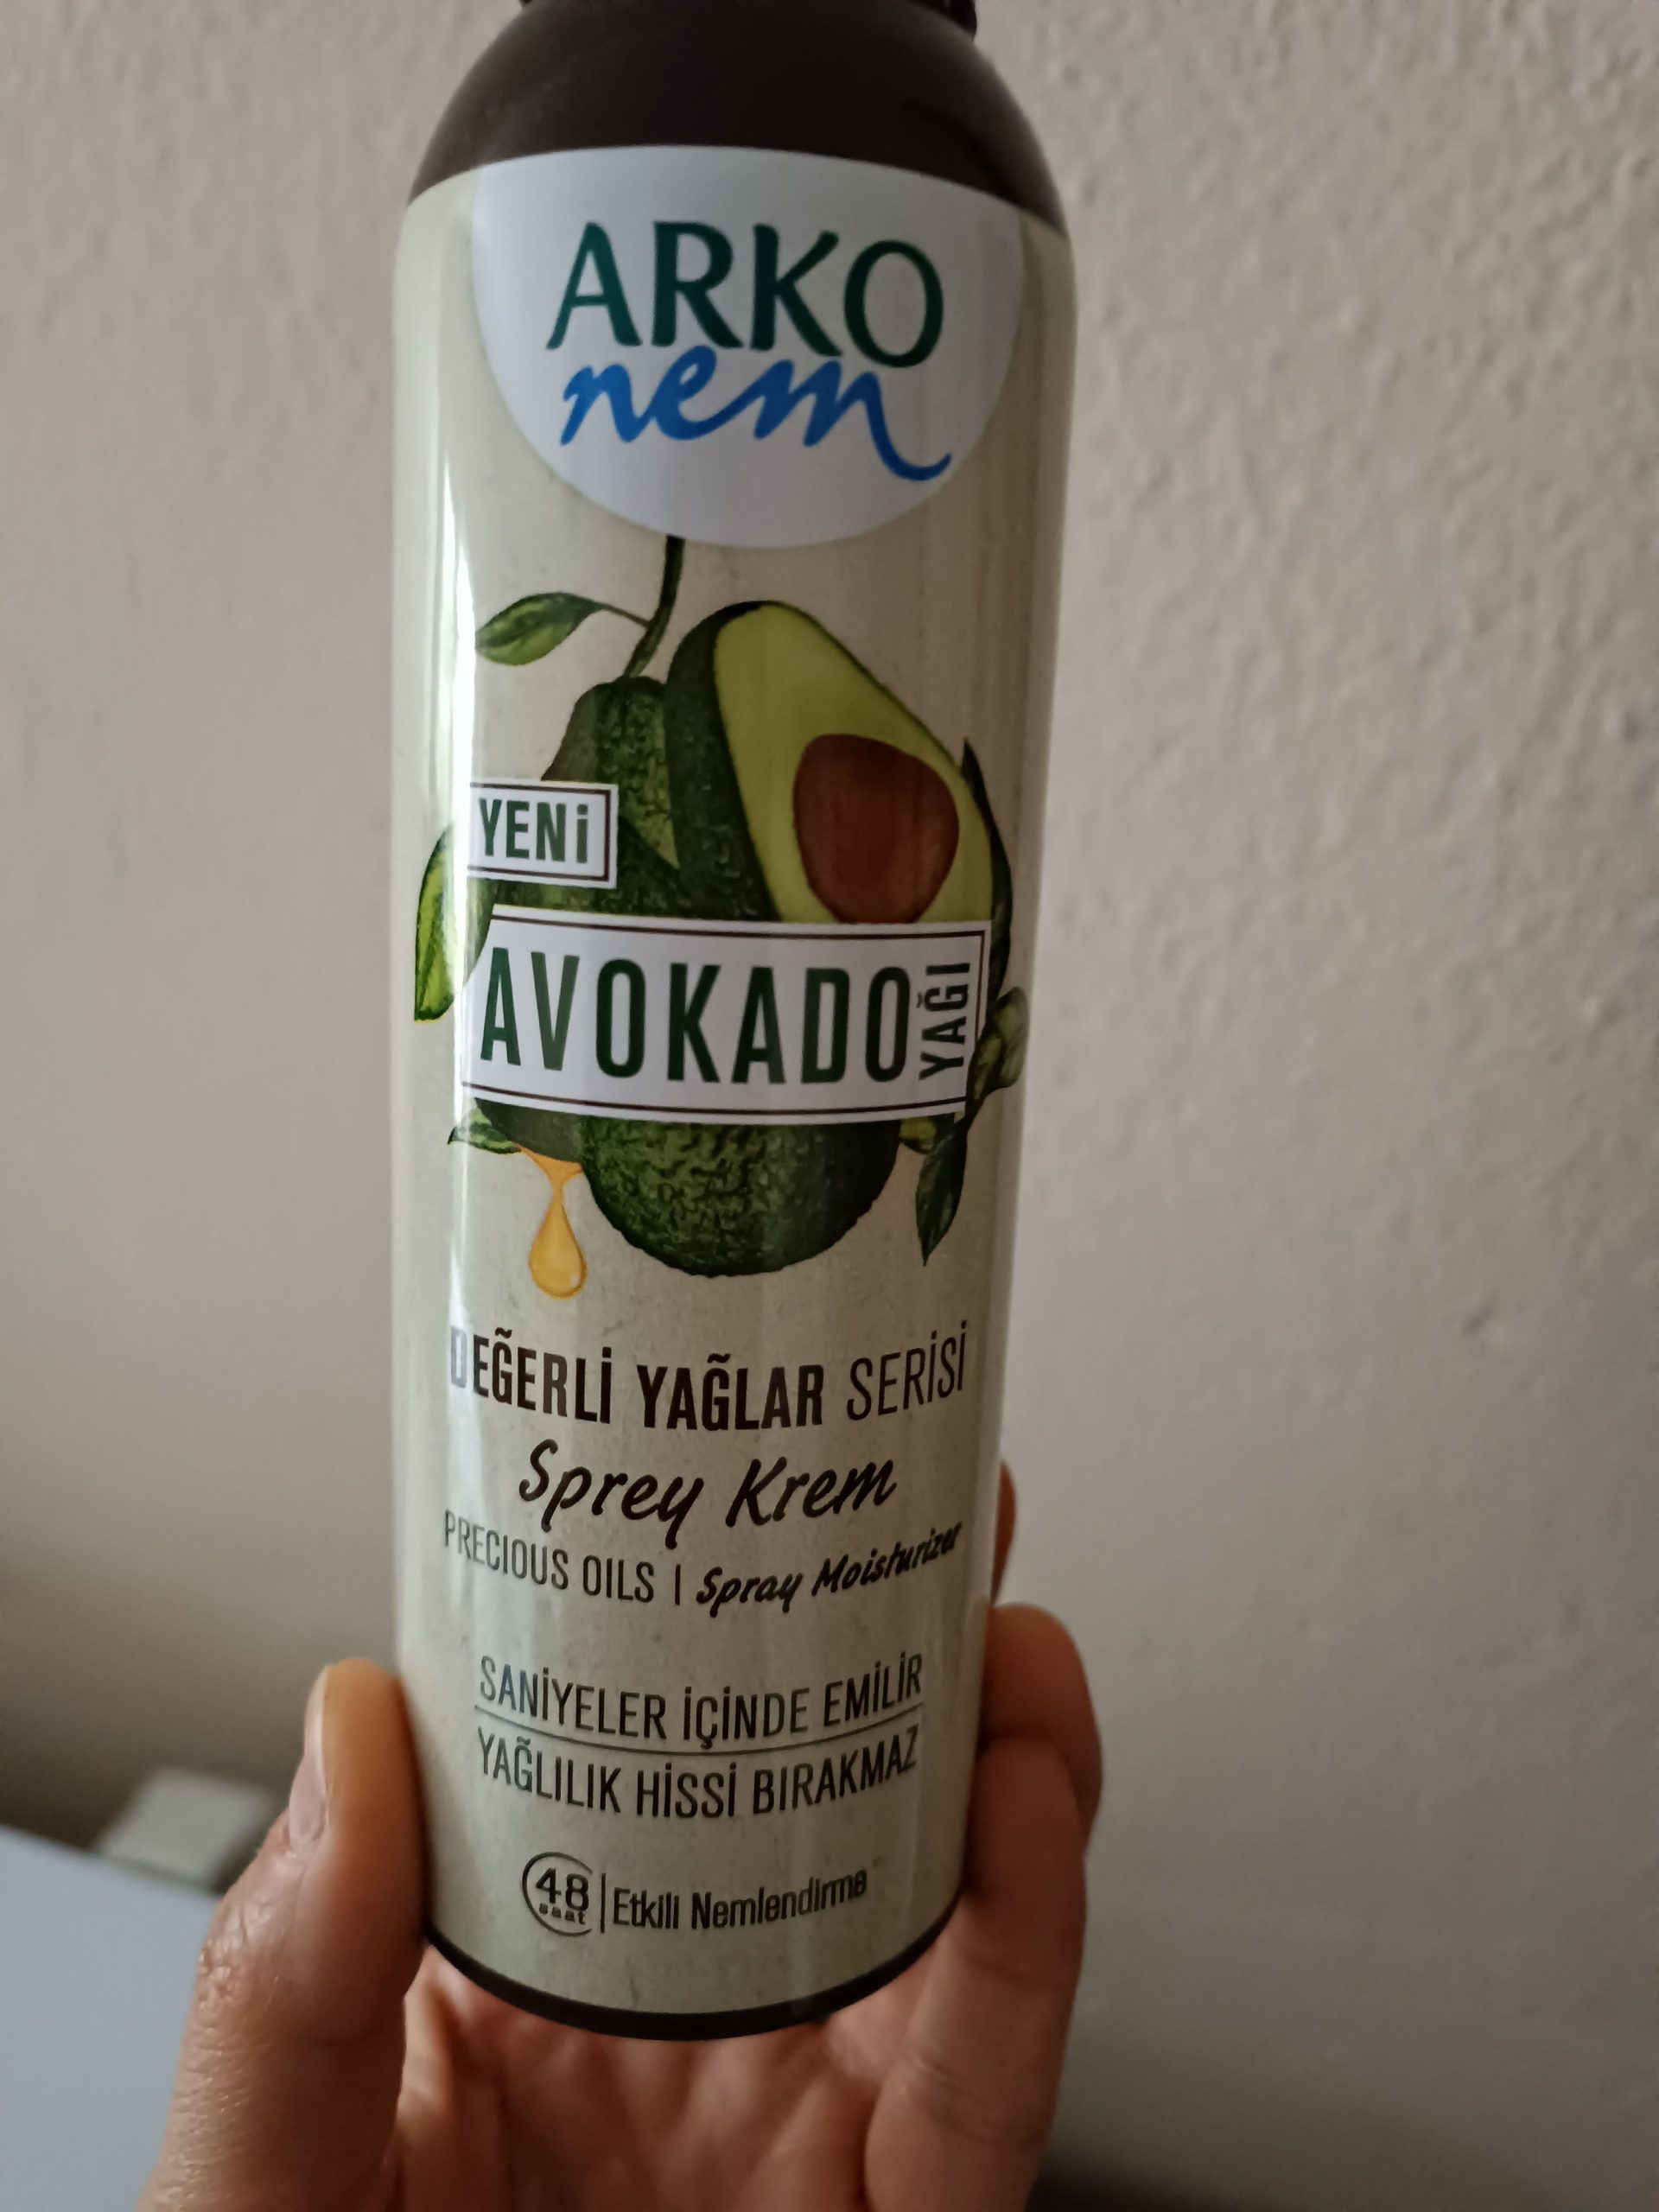 ARKO
nem
YENİ
AVOKADO YAĞI
DEĞERLİ YAĞLAR SERİSİ
Sprey Krem
PRECIOUS OILS | Spray Moisturizer
SANİYELER İÇİNDE EMİLİR
YAĞLILIK HİSSİ BIRAKMAZ
48 saat | Etkili Nemlendirme